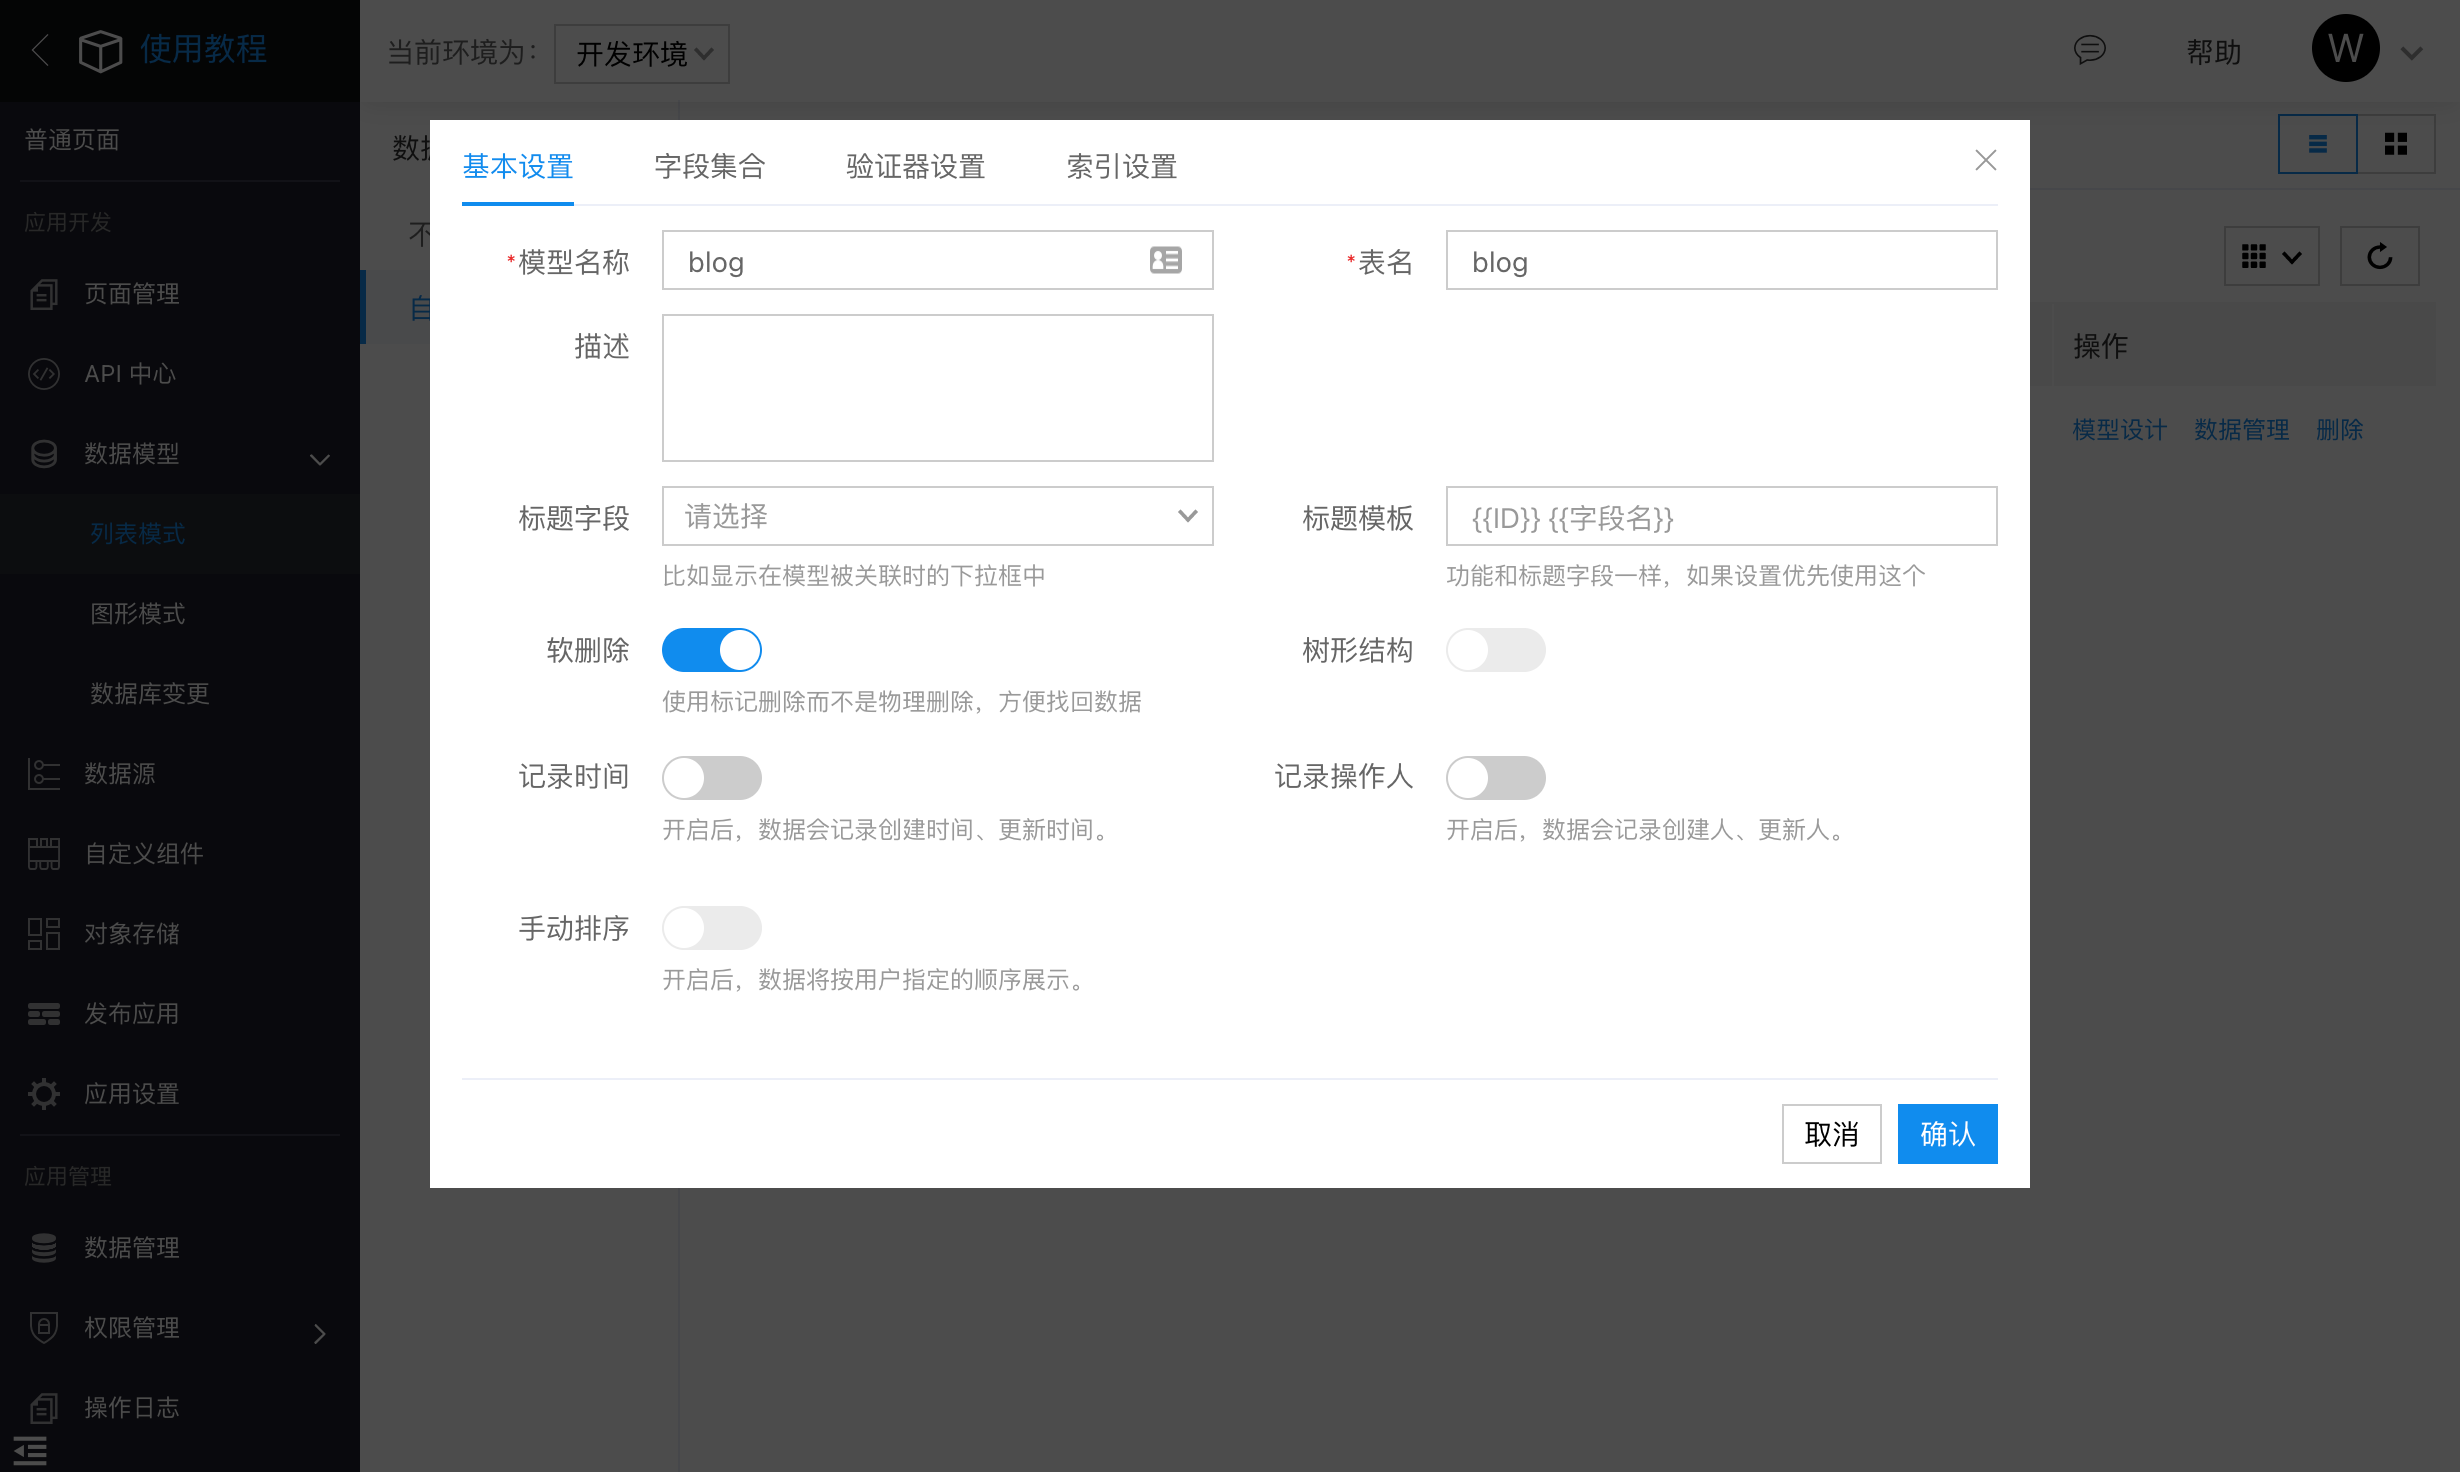 使用教程
当前环境为：
开发环境
帮助
W
普通页面
应用开发
页面管理
API 中心
数据模型
列表模式
图形模式
数据库变更
数据源
自定义组件
对象存储
发布应用
应用设置
应用管理
数据管理
权限管理
操作日志
数
不
自
基本设置
字段集合
验证器设置
索引设置
*模型名称
blog
*表名
blog
描述
标题字段
请选择
比如显示在模型被关联时的下拉框中
标题模板
{{ID}} {{字段名}}
功能和标题字段一样，如果设置优先使用这个
软删除
使用标记删除而不是物理删除，方便找回数据
树形结构
记录时间
开启后，数据会记录创建时间、更新时间。
记录操作人
开启后，数据会记录创建人、更新人。
手动排序
开启后，数据将按用户指定的顺序展示。
取消
确认
操作
模型设计 数据管理 删除